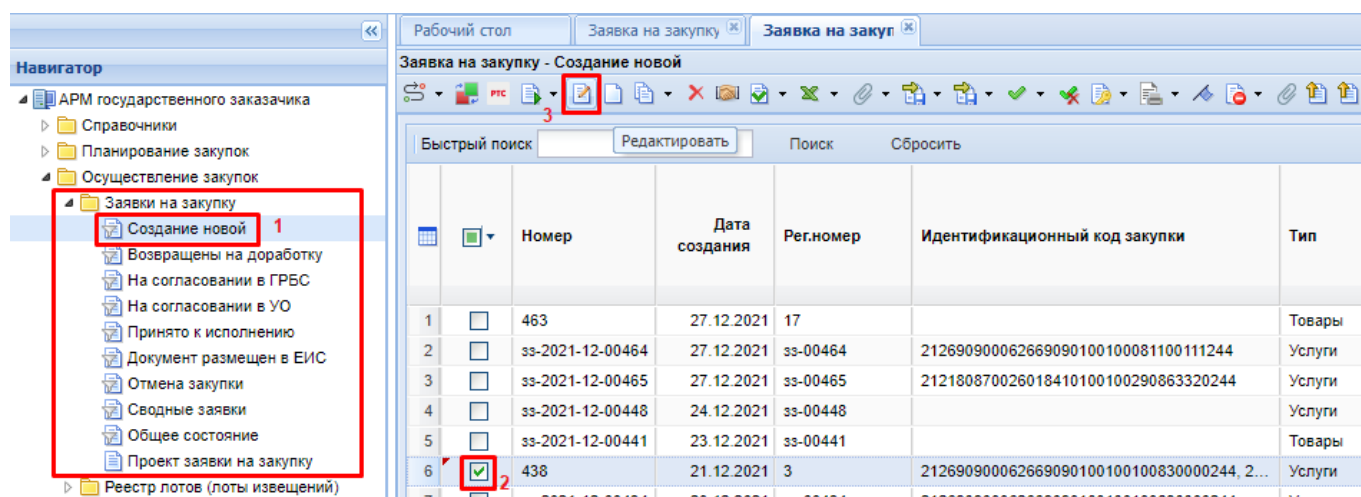 Рабочий стол
Заявка на закупку
Заявка на закуп
Навигатор
Заявка на закупку - Создание новой
АРМ государственного заказачика
РТС
3
Справочники
Планирование закупок
Быстрый поиск
Редактировать
Поиск
Сбросить
Осуществление закупок
Заявки на закупку
Создание новой
1
Возвращены на доработку
На согласовании в ГРБС
На согласовании в УО
Принято к исполнению
Документ размещен в ЕИС
Отмена закупки
Сводные заявки
Общее состояние
Проект заявки на закупку
Реестр лотов (лоты извещений)
Номер
Дата
создания
Рег.номер
Идентификационный код закупки
Тип
1 463 27.12.2021 17 Товары
2 зз-2021-12-00464 27.12.2021 зз-00464 212690900062669090100100081100111244 Услуги
3 зз-2021-12-00465 27.12.2021 зз-00465 212180870026018410100100290863320244 Услуги
4 зз-2021-12-00448 24.12.2021 зз-00448 Услуги
5 зз-2021-12-00441 23.12.2021 зз-00441 Товары
6 2 438 21.12.2021 3 212690900062669090100100100830000244, 2... Услуги